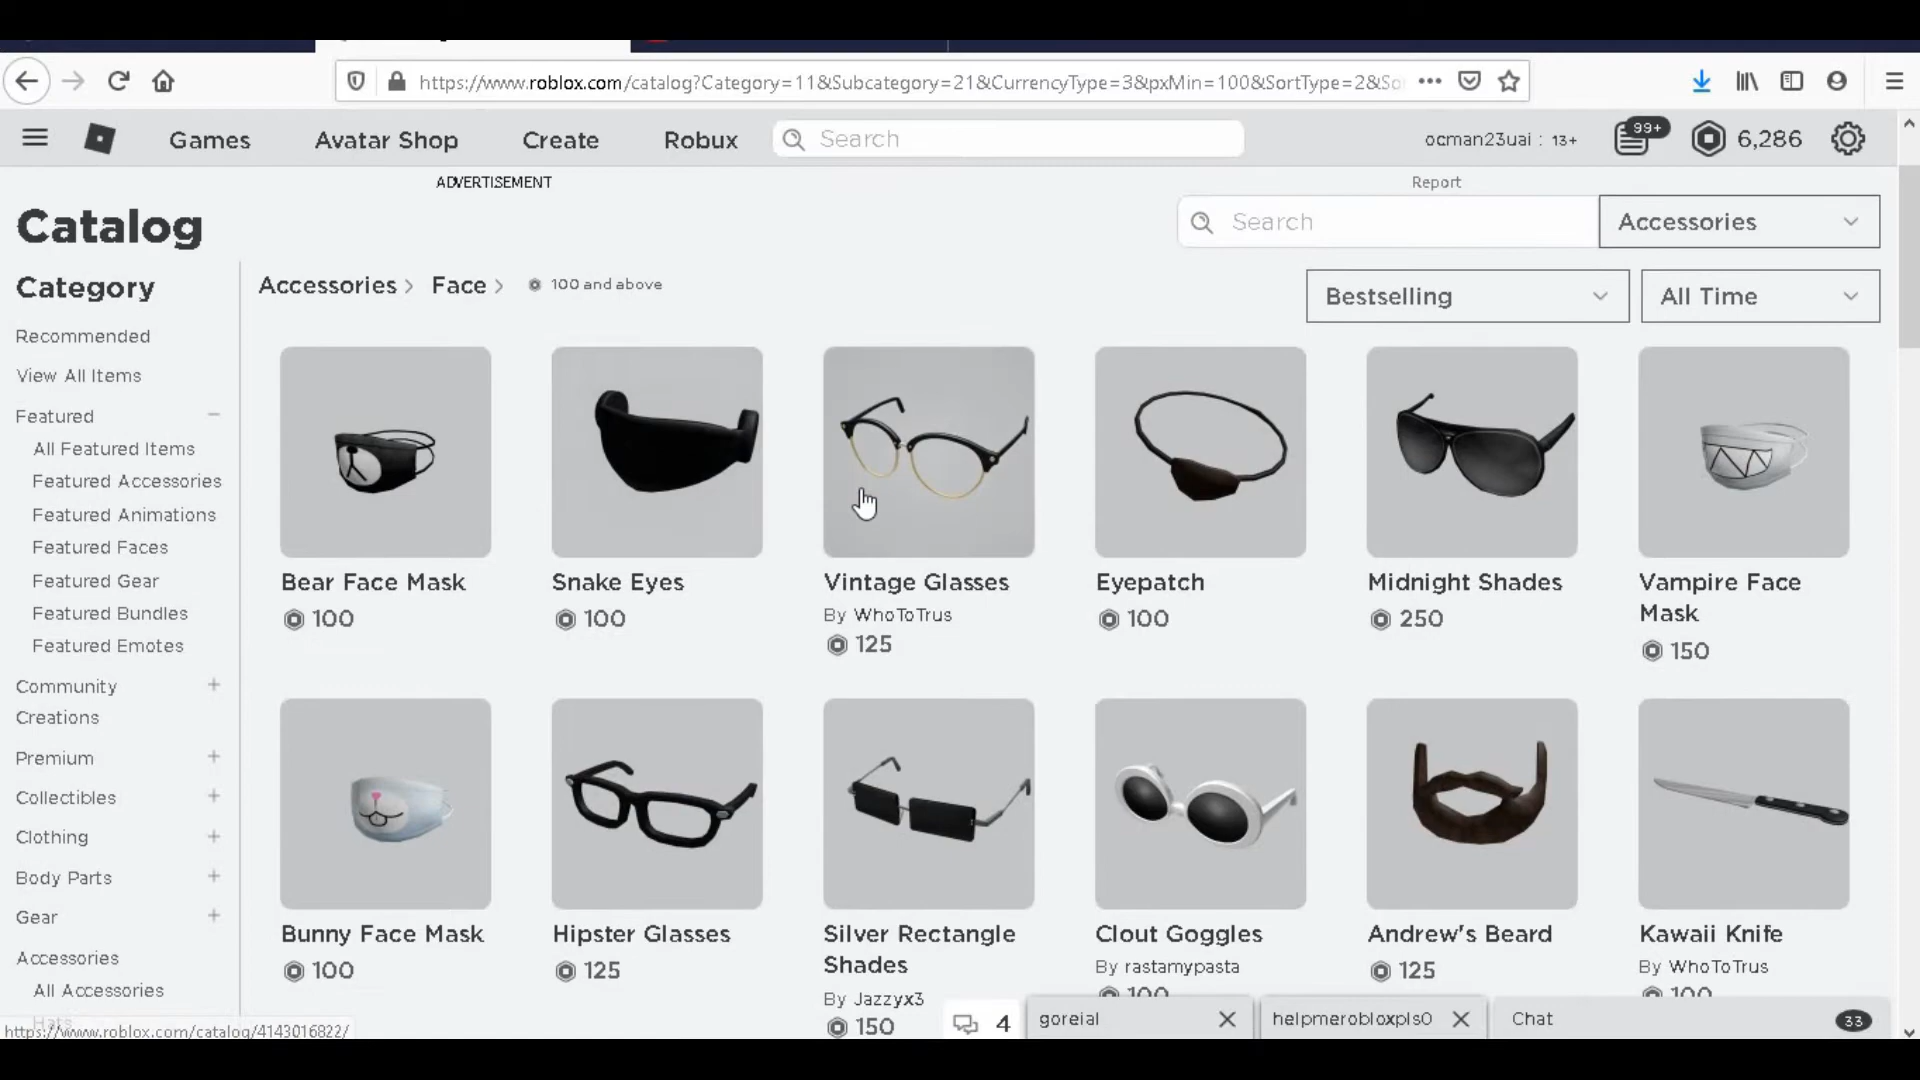 https://www.roblox.com/catalog?Category=11&Subcategory=21&CurrencyType=3&pxMin=100&SortType=2&So
Games
Avatar Shop
Create
Robux
Search
ocman23uai : 13+
99+
6,286
ADVERTISEMENT
Report
Catalog
Search
Accessories
Category
Accessories > Face >
100 and above
Bestselling
All Time
Recommended
View All Items
Featured
All Featured Items
Featured Accessories
Featured Animations
Featured Faces
Featured Gear
Featured Bundles
Featured Emotes
Community
Creations
Premium
Collectibles
Clothing
Body Parts
Gear
Accessories
All Accessories
Hats
Bear Face Mask
100
Snake Eyes
100
Vintage Glasses
By WhoToTrus
125
Eyepatch
100
Midnight Shades
250
Vampire Face
Mask
150
Bunny Face Mask
100
Hipster Glasses
125
Silver Rectangle
Shades
By Jazzyx3
150
Clout Goggles
By rastamypasta
100
Andrew's Beard
125
Kawaii Knife
By WhoToTrus
100
https://www.roblox.com/catalog/4143016822/
4
goreial
helpmerobloxpls0
Chat
33